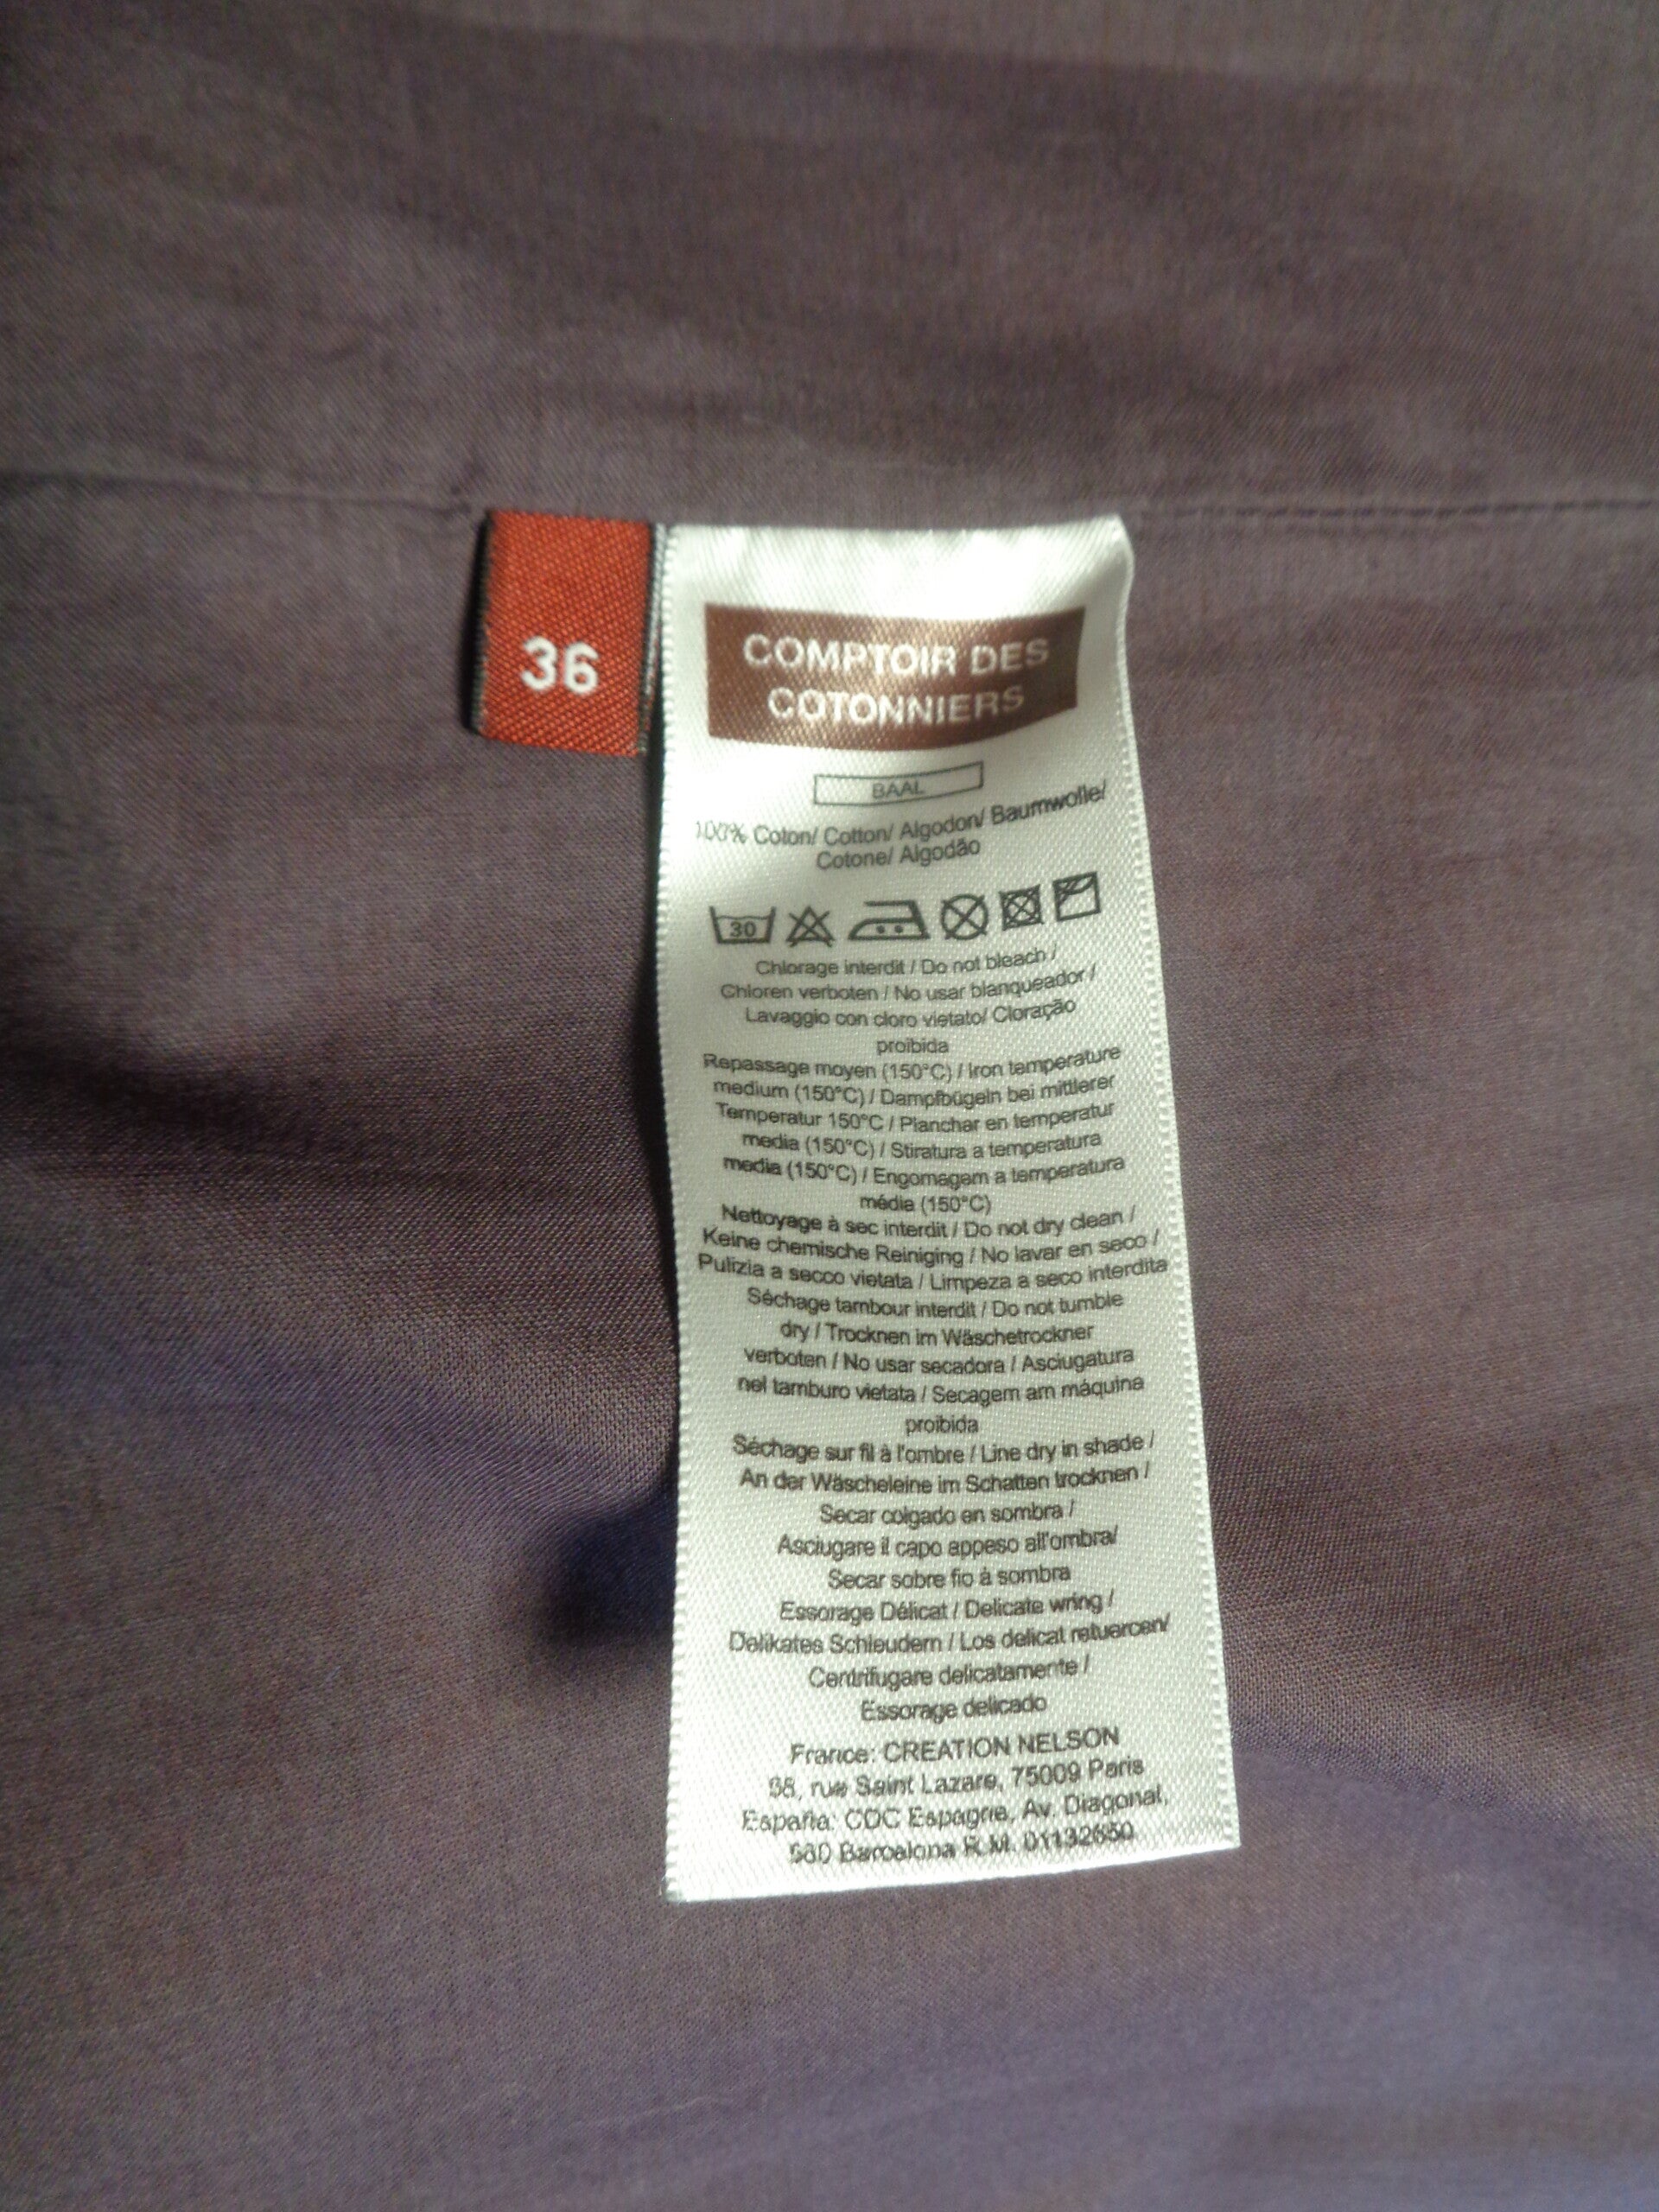 36
COMPTOIR DES
COTONNIERS
BAAL
100% Coton/ Cotton/ Algodon/ Baumwolle/
Cotone/ Algodão
30
Chlorage interdit / Do not bleach /
Chloren verboten / No usar blanqueador /
Lavaggio con cloro vietato/ Cloração
proibida
Repassage moyen (150°C) / Iron temperature
medium (150°C) / Dampfbügeln bei mittlerer
Temperatur 150°C / Planchar en temperatur
media (150°C) / Stiratura a temperatura
media (150°C) / Engomagem a temperatura
média (150°C)
Nettoyage à sec interdit / Do not dry clean /
Keine chemische Reiniging / No lavar en seco /
Pulizia a secco vietata / Limpeza a seco interdita
Séchage tambour interdit / Do not tumble
dry / Trocknen im Wäschetrockner
verboten / No usar secadora / Asciugatura
nel tamburo vietata / Secagem am máquina
proibida
Séchage sur fil à l'ombre / Line dry in shade /
An der Wäscheleine im Schatten trocknen /
Secar colgado en sombra /
Asciugare il capo appeso all'ombra/
Secar sobre fio à sombra
Essorage Délicat / Delicate wring /
Delikates Schleudern / Los delicat retuercen/
Centrifugare delicatamente /
Essorage delicado
France: CREATION NELSON
rue Saint Lazare, 75009 Paris
España: CDC Espagne, Av. Diagonal,
Barcelona R.M. 01132650